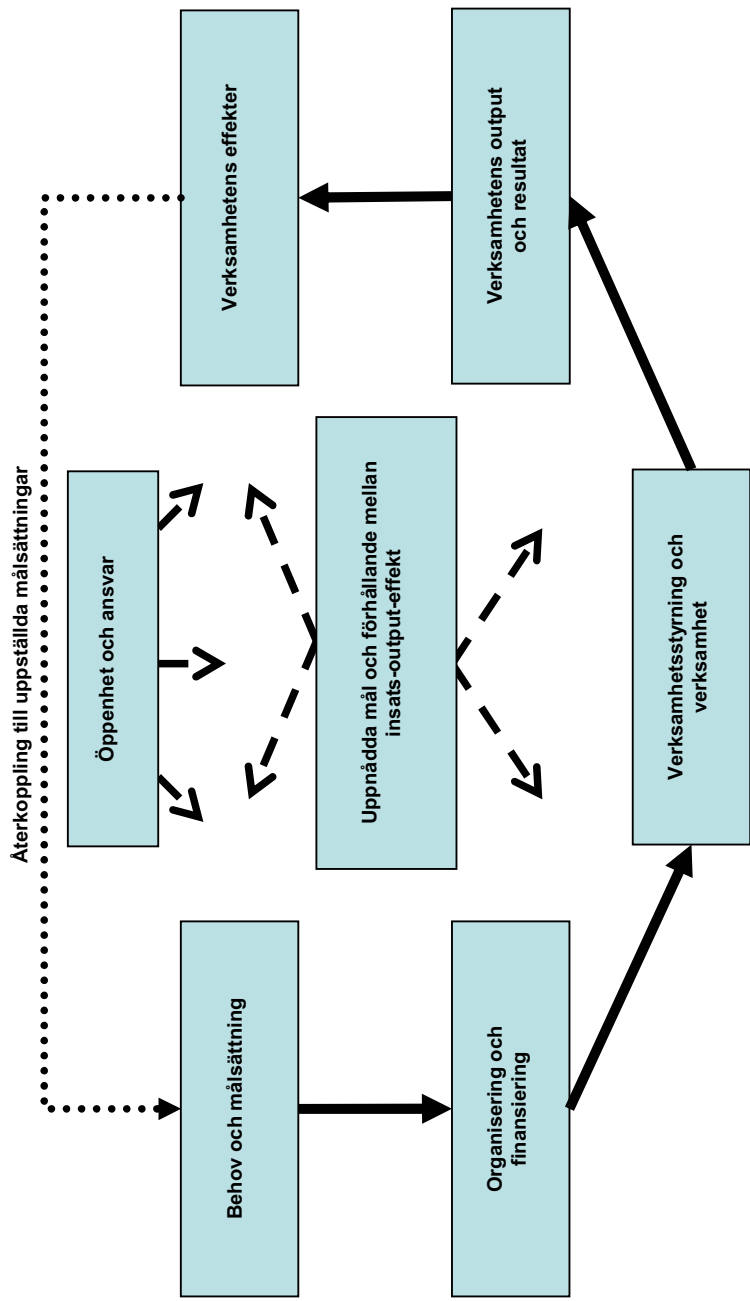 Återkoppling till uppställda målsättningar
Öppenhet och ansvar
Behov och målsättning
Verksamhetens effekter
Uppnådda mål och förhållande mellan
insats-output-effekt
Organisering och
finansiering
Verksamhetens output
och resultat
Verksamhetsstyrning och
verksamhet